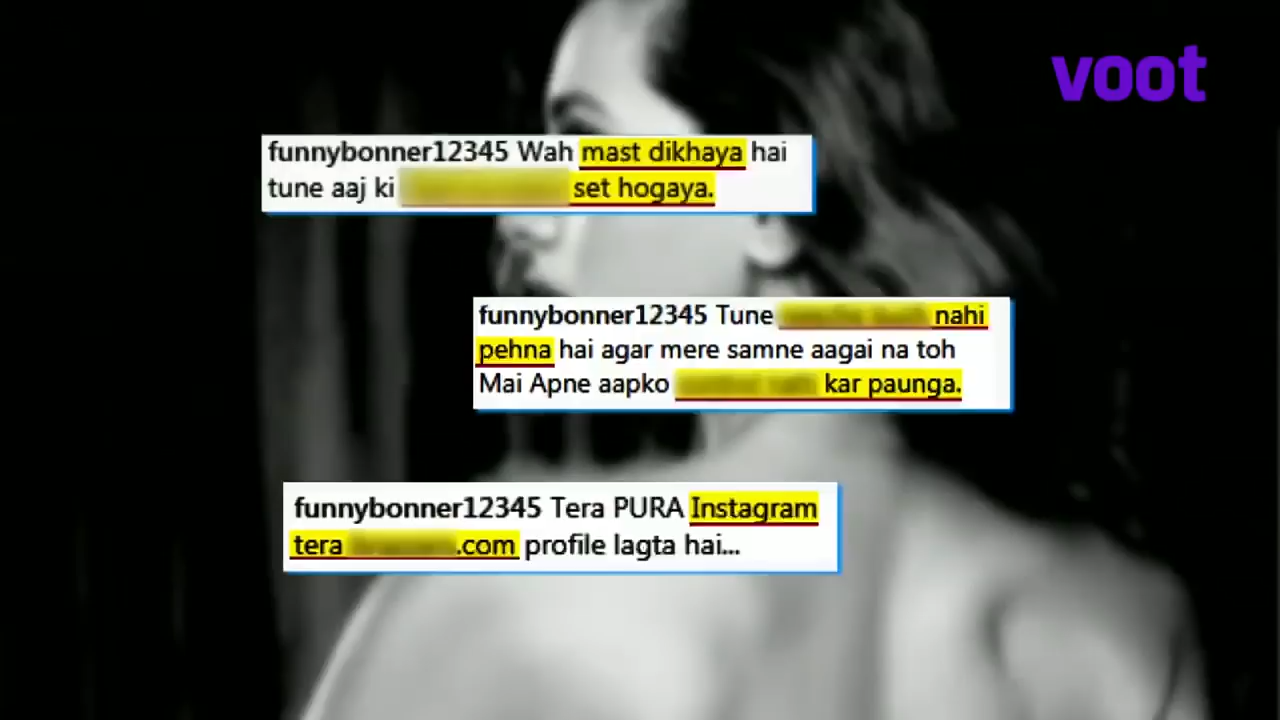 voot
funnybonner12345 Wah mast dikhaya hai
tune aaj ki set hogaya.
funnybonner12345 Tune nahi
pehna hai agar mere samne aagai na toh
Mai Apne aapko kar paunga.
funnybonner12345 Tera PURA Instagram
tera .com profile lagta hai...